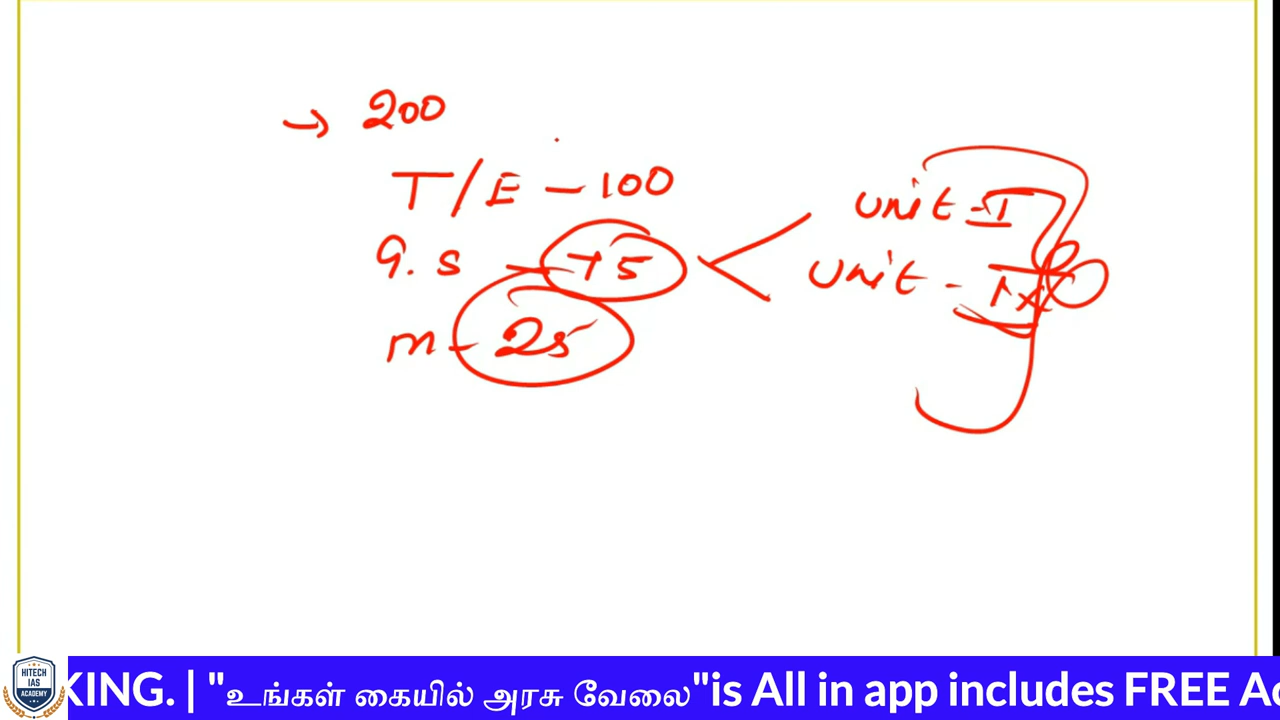 → 200
T/E - 100
G.S - 75
m - 25
Unit - I
Unit - IX
HITECH
IAS
ACADEMY
KING. | "உங்கள் கையில் அரசு வேலை"is All in app includes FREE Ac